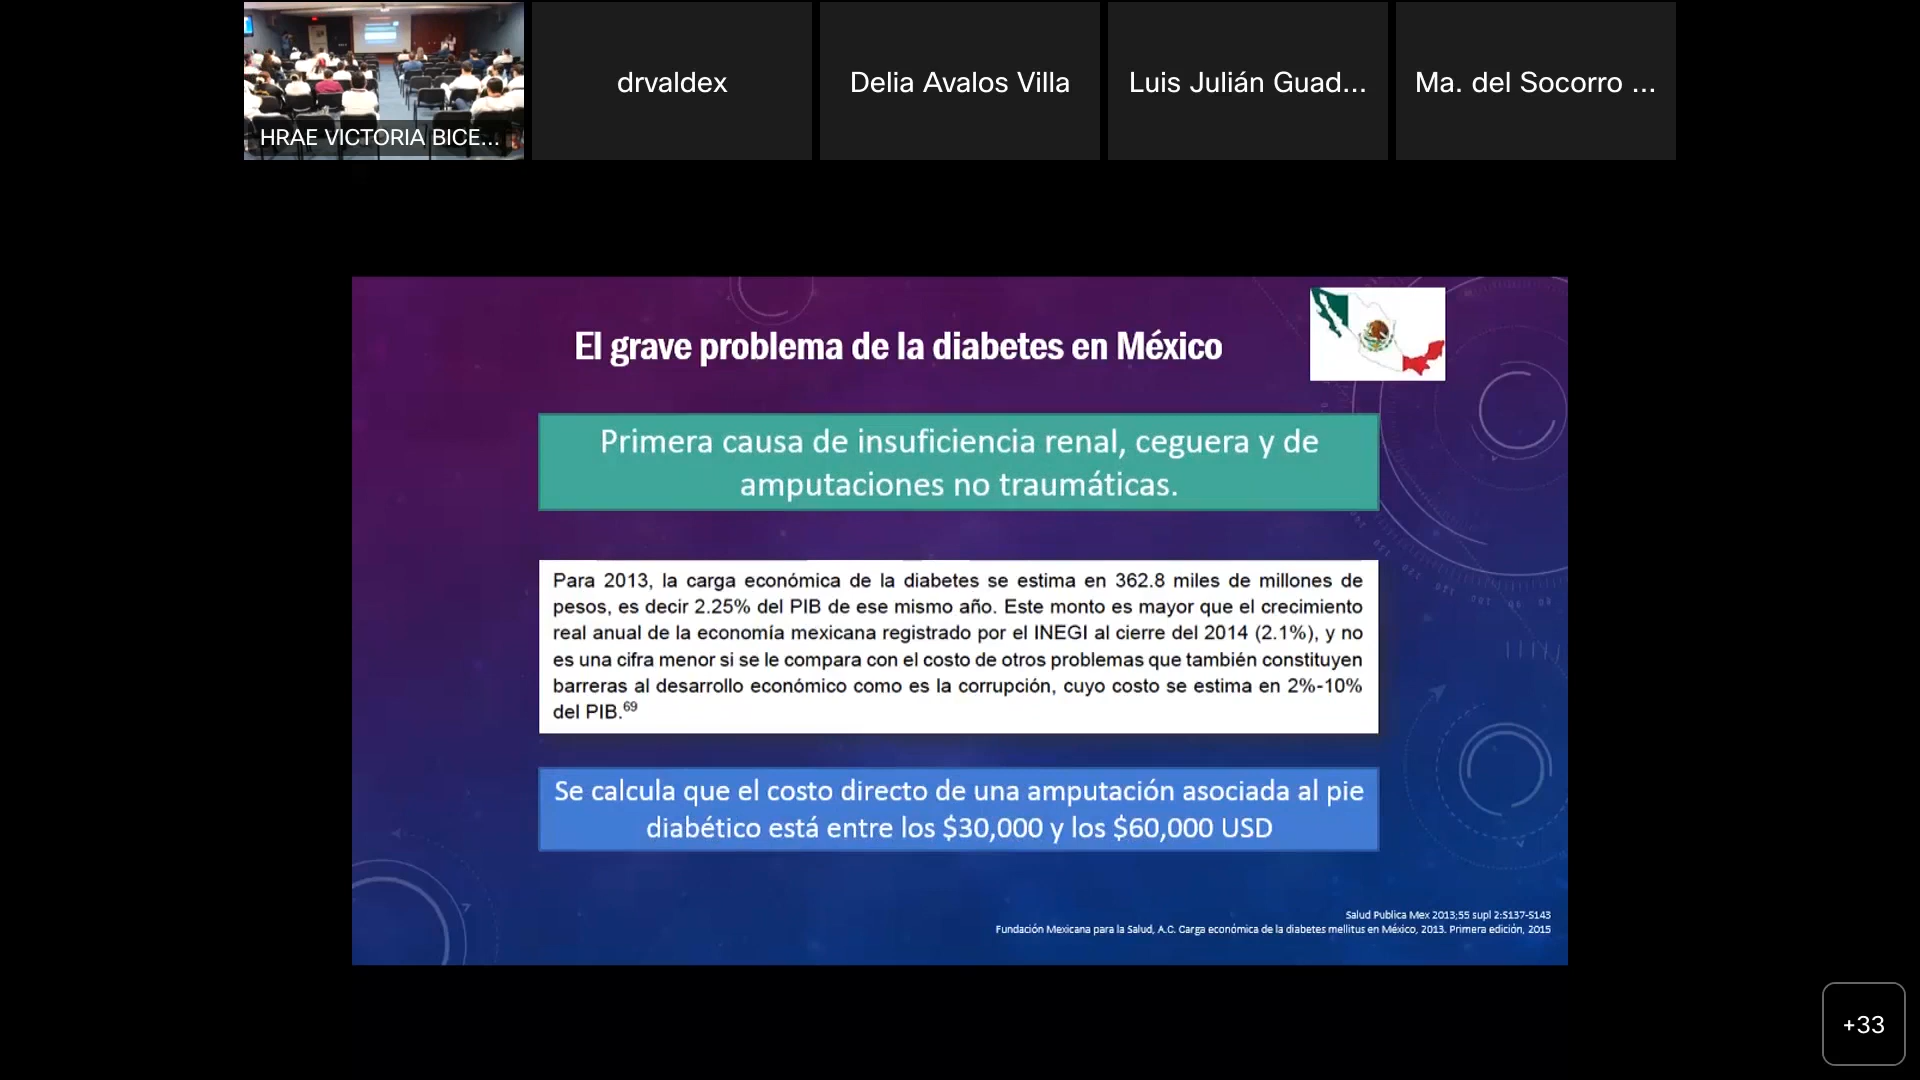 HRAE VICTORIA BICE...
drvaldex
Delia Avalos Villa
Luis Julián Guad...
Ma. del Socorro ...
El grave problema de la diabetes en México
Primera causa de insuficiencia renal, ceguera y de
amputaciones no traumáticas.
Para 2013, la carga económica de la diabetes se estima en 362.8 miles de millones de
pesos, es decir 2.25% del PIB de ese mismo año. Este monto es mayor que el crecimiento
real anual de la economía mexicana registrado por el INEGI al cierre del 2014 (2.1%), y no
es una cifra menor si se le compara con el costo de otros problemas que también constituyen
barreras al desarrollo económico como es la corrupción, cuyo costo se estima en 2%-10%
del PIB.69
Se calcula que el costo directo de una amputación asociada al pie
diabético está entre los $30,000 y los $60,000 USD
Salud Publica Mex 2013;55 supl 2:S137-S143
Fundación Mexicana para la Salud, A.C. Carga económica de la diabetes mellitus en México, 2013. Primera edición, 2015
+33